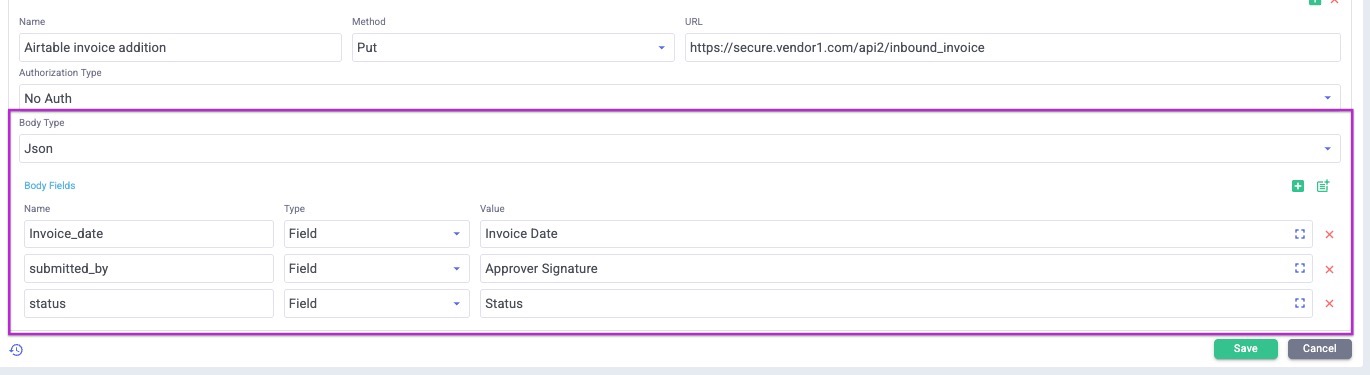 Name Method URL
Airtable invoice addition Put https://secure.vendor1.com/api2/inbound_invoice
Authorization Type
No Auth
Body Type
Json
Body Fields
Name Type Value
Invoice_date Field Invoice Date
submitted_by Field Approver Signature
status Field Status
Save Cancel